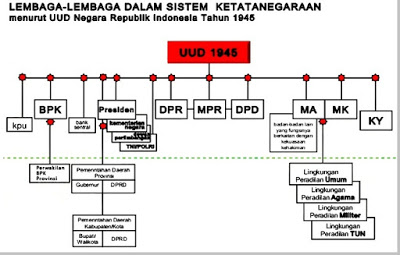 LEMBAGA-LEMBAGA DALAM SISTEM KETATANEGARAAN
menurut UUD Negara Republik Indonesia Tahun 1945
UUD 1945
BPK
Presiden
DPR
MPR
DPD
MA
MK
KY
kpu
bank
sentral
kementerian
negara
TNI/POLRI
badan-badan lain
yang fungsinya
berkaitan dengan
kekuasaan
kehakiman
Perwakilan
BPK
Provinsi
Pemerintahan Daerah
Provinsi
Gubernur
DPRD
Pemerintahan Daerah
Kabupaten/Kota
Bupati/
Walikota
DPRD
Lingkungan
Peradilan Umum
Lingkungan
Peradilan Agama
Lingkungan
Peradilan Militer
Lingkungan
Peradilan TUN